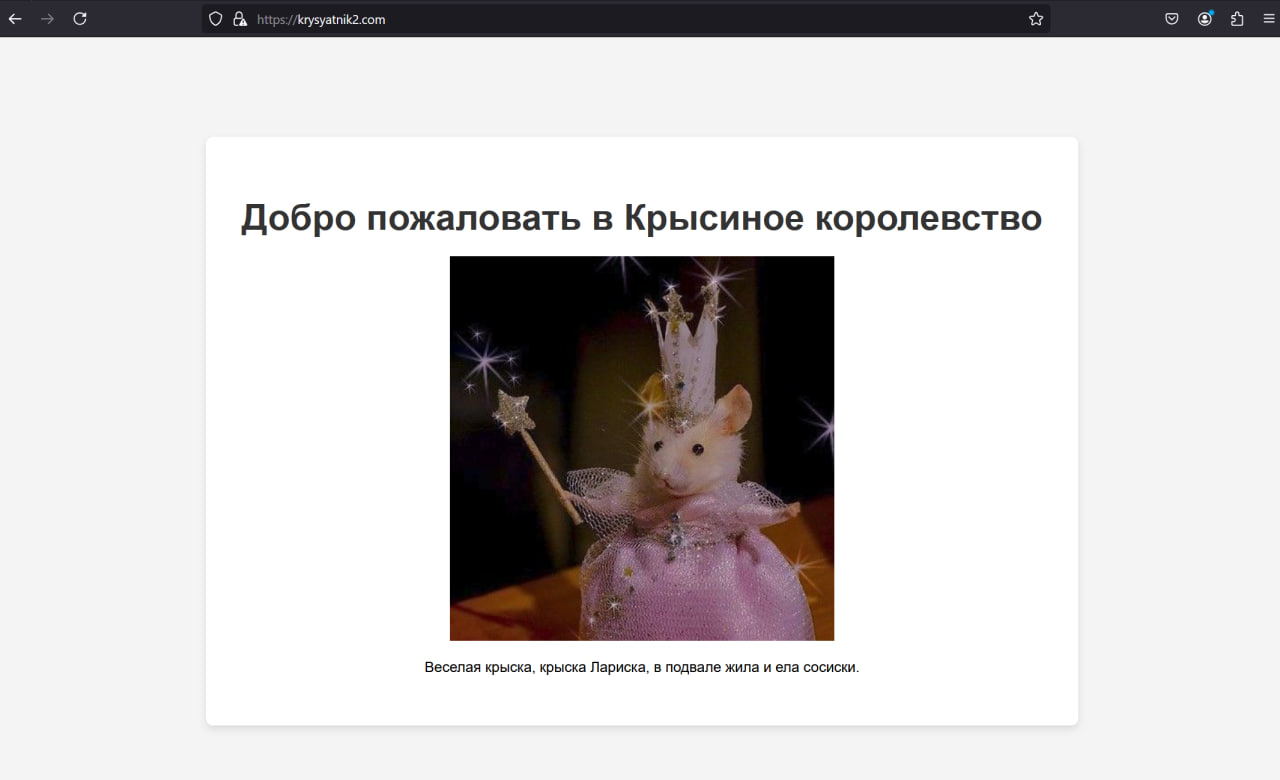 https://krysyatnik2.com
Добро пожаловать в Крысиное королевство
Веселая крыска, крыска Лариска, в подвале жила и ела сосиски.